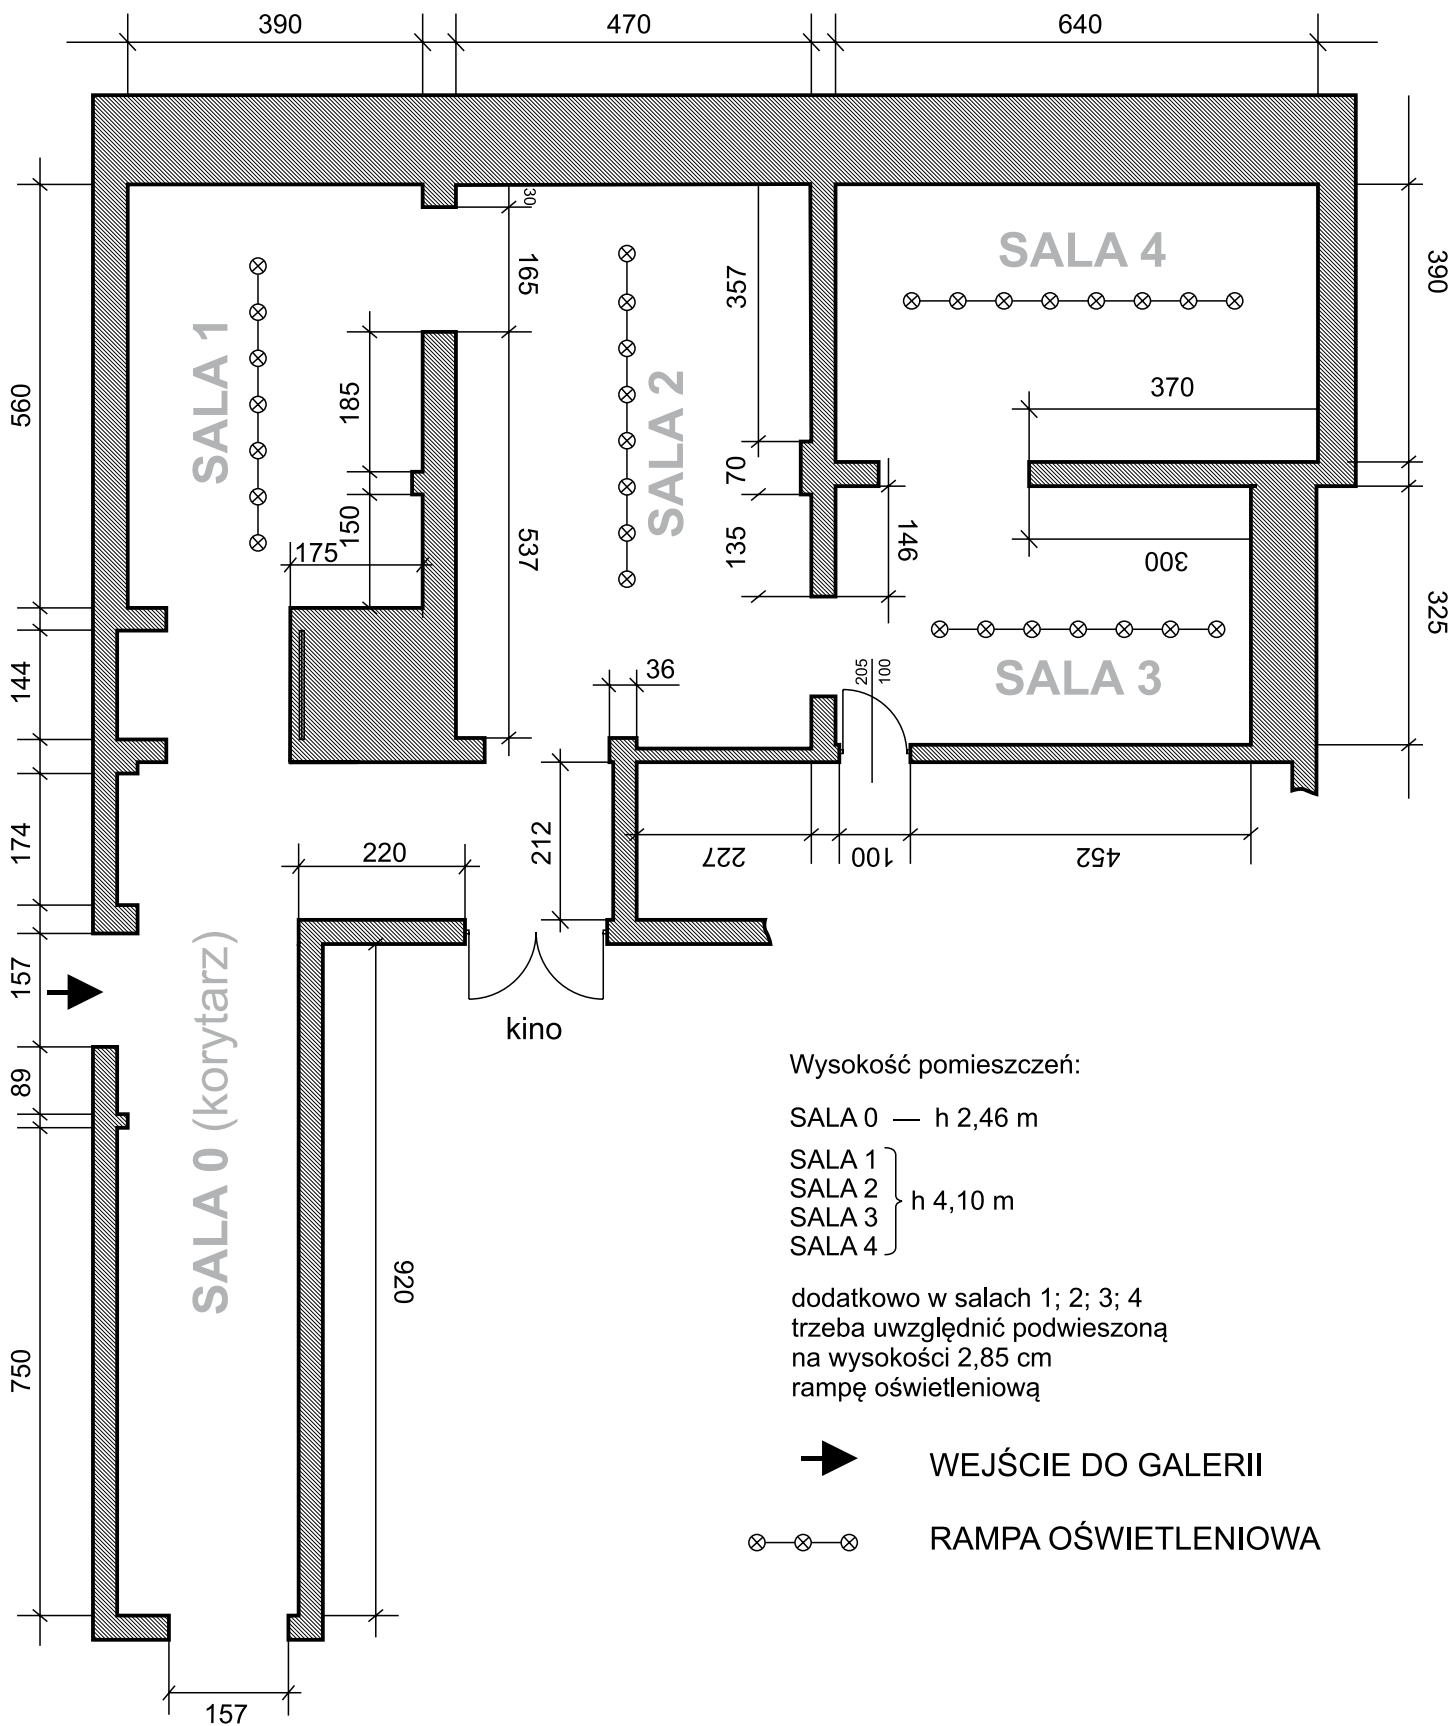 390
470
640
30
165
357
390
SALA 4
SALA 1
SALA 2
560
185
370
70
150
175
537
135
146
300
325
144
36
205
100
SALA 3
174
220
212
227
100
452
157
SALA 0 (korytarz)
kino
89
Wysokość pomieszczeń:
SALA 0 — h 2,46 m
SALA 1
SALA 2
SALA 3
SALA 4
h 4,10 m
920
750
dodatkowo w salach 1; 2; 3; 4
trzeba uwzględnić podwieszoną
na wysokości 2,85 cm
rampę oświetleniową
WEJŚCIE DO GALERII
RAMPA OŚWIETLENIOWA
157